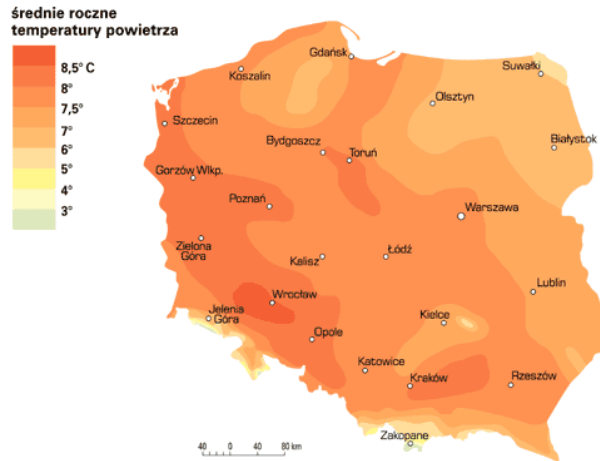 średnie roczne
temperatury powietrza
8,5° C
8°
7,5°
7°
6°
5°
4°
3°
Gdańsk
Koszalin
Suwałki
Olsztyn
Szczecin
Białystok
Bydgoszcz
Toruń
Gorzów Wlkp.
Poznań
Warszawa
Zielona
Góra
Kalisz
Łódź
Lublin
Wrocław
Jelenia
Góra
Kielce
Opole
Katowice
Kraków
Rzeszów
Zakopane
40 0 40 80 km